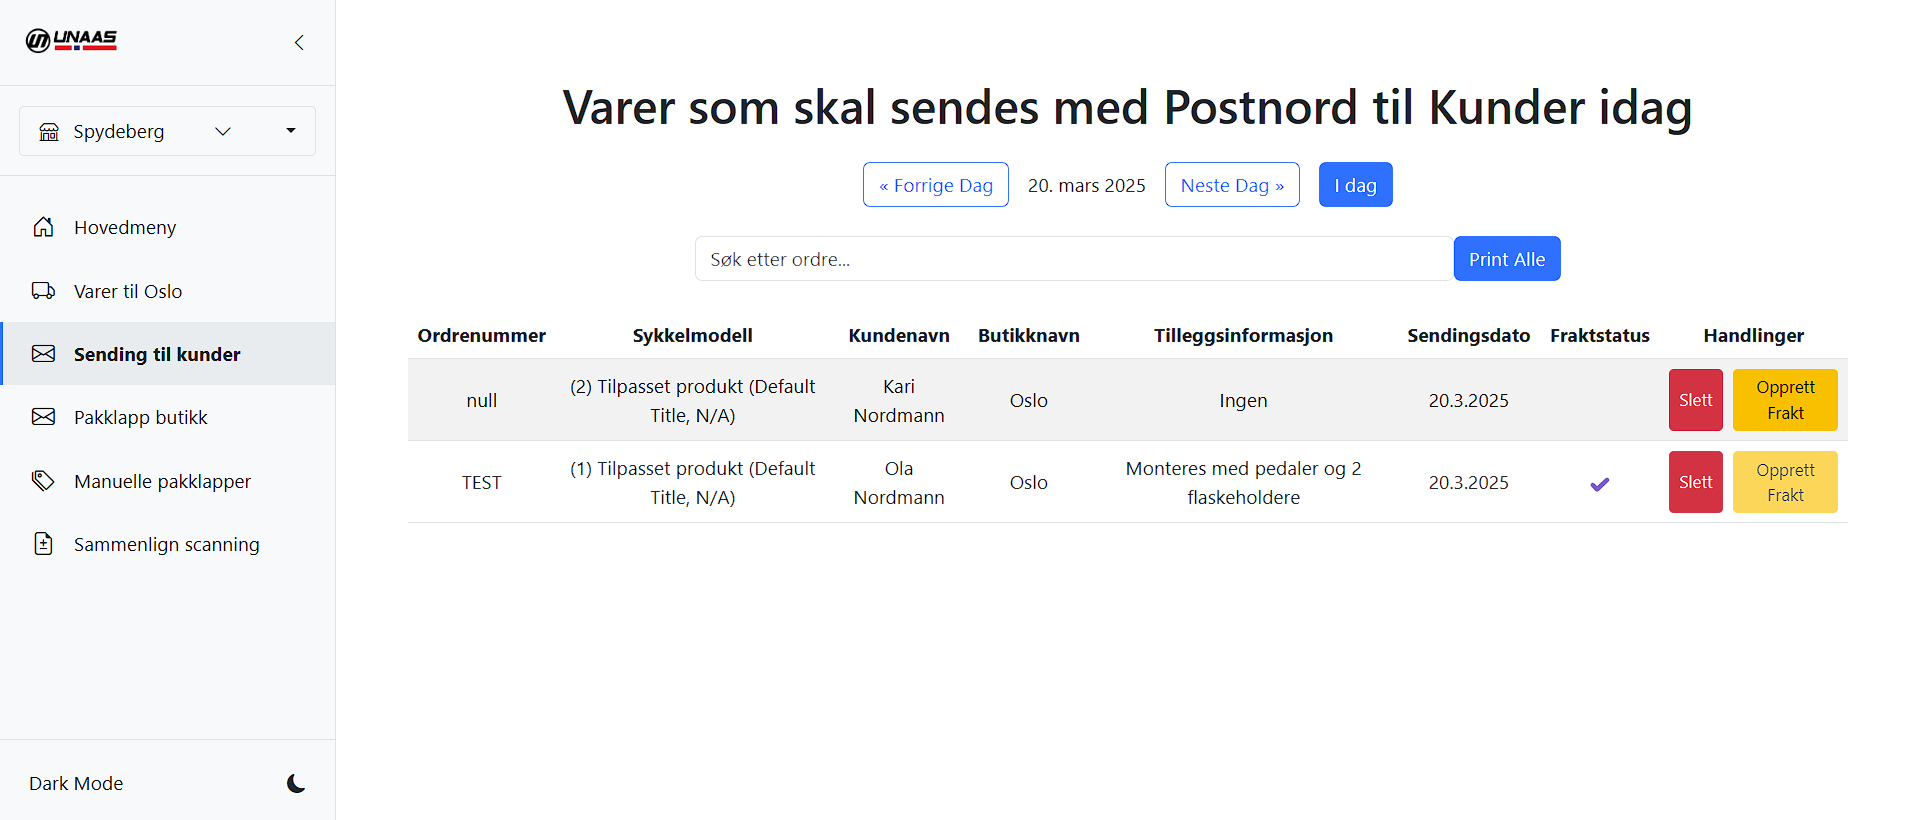 UNAAS
Spydeberg
Hovedmeny
Varer til Oslo
Sending til kunder
Pakklapp butikk
Manuelle pakklapper
Sammenlign scanning
Dark Mode
Varer som skal sendes med Postnord til Kunder idag
« Forrige Dag 20. mars 2025 Neste Dag » I dag
Søk etter ordre... Print Alle
Ordrenummer Sykkelmodell Kundenavn Butikknavn Tilleggsinformasjon Sendingsdato Fraktstatus Handlinger
null (2) Tilpasset produkt (Default Title, N/A) Kari Nordmann Oslo Ingen 20.3.2025 Slett Opprett Frakt
TEST (1) Tilpasset produkt (Default Title, N/A) Ola Nordmann Oslo Monteres med pedaler og 2 flaskeholdere 20.3.2025 Slett Opprett Frakt